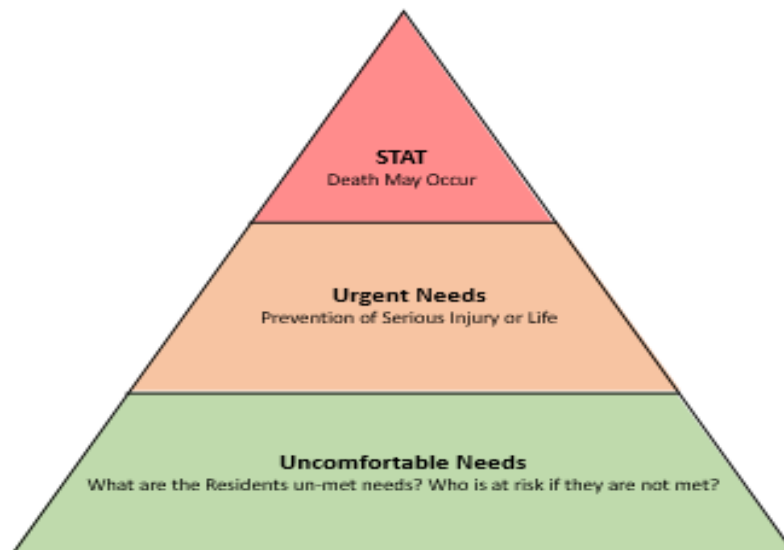 STAT
Death May Occur
Urgent Needs
Prevention of Serious Injury or Life
Uncomfortable Needs
What are the Residents un-met needs? Who is at risk if they are not met?